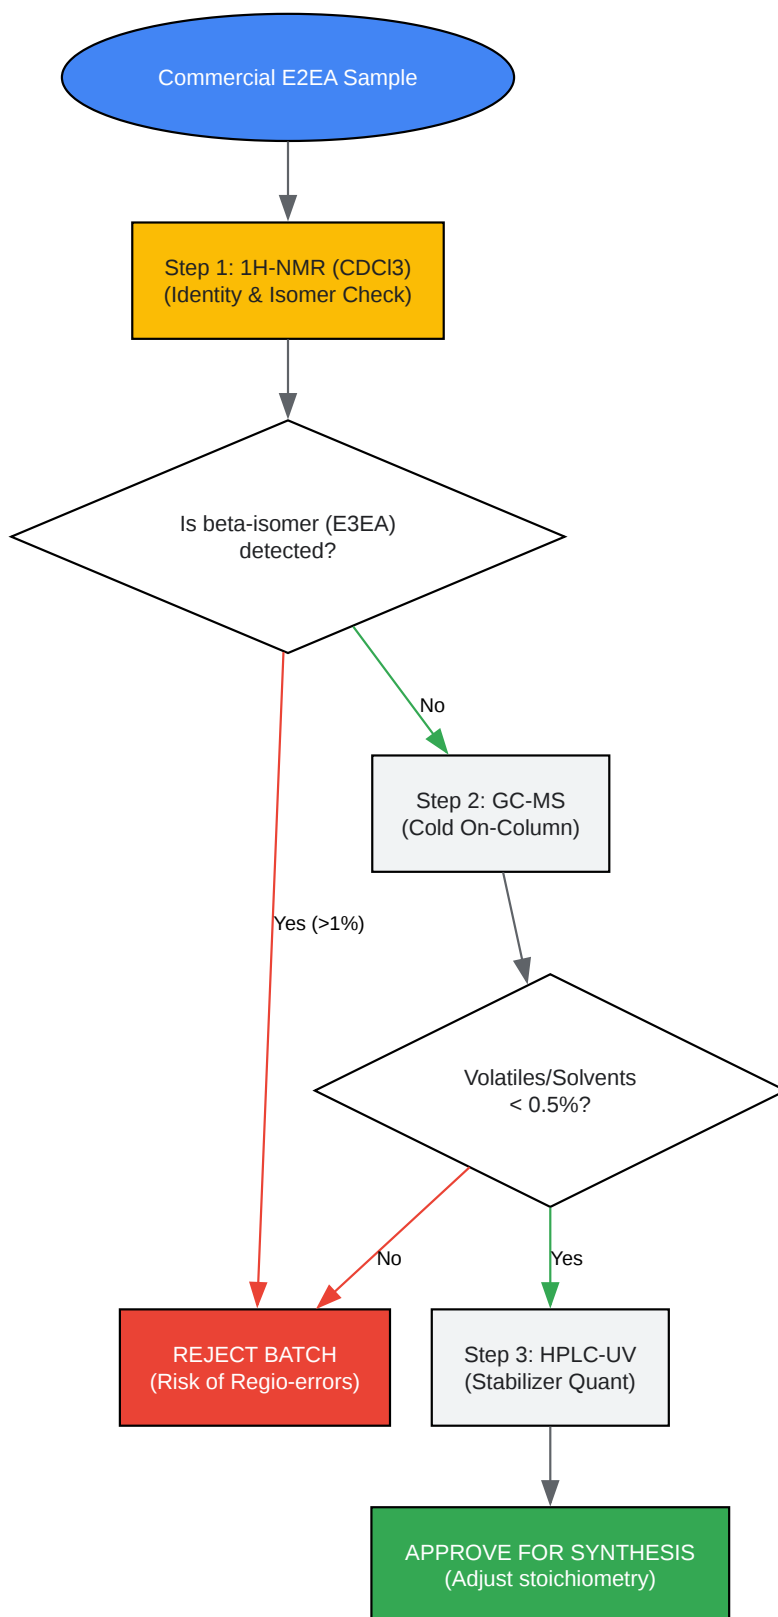 Commercial E2EA Sample
Step 1: 1H-NMR (CDCl3)
(Identity & Isomer Check)
Is beta-isomer (E3EA)
detected?
No
Step 2: GC-MS
(Cold On-Column)
Yes (>1%)
Volatiles/Solvents
< 0.5%?
No
Yes
REJECT BATCH
(Risk of Regio-errors)
Step 3: HPLC-UV
(Stabilizer Quant)
APPROVE FOR SYNTHESIS
(Adjust stoichiometry)